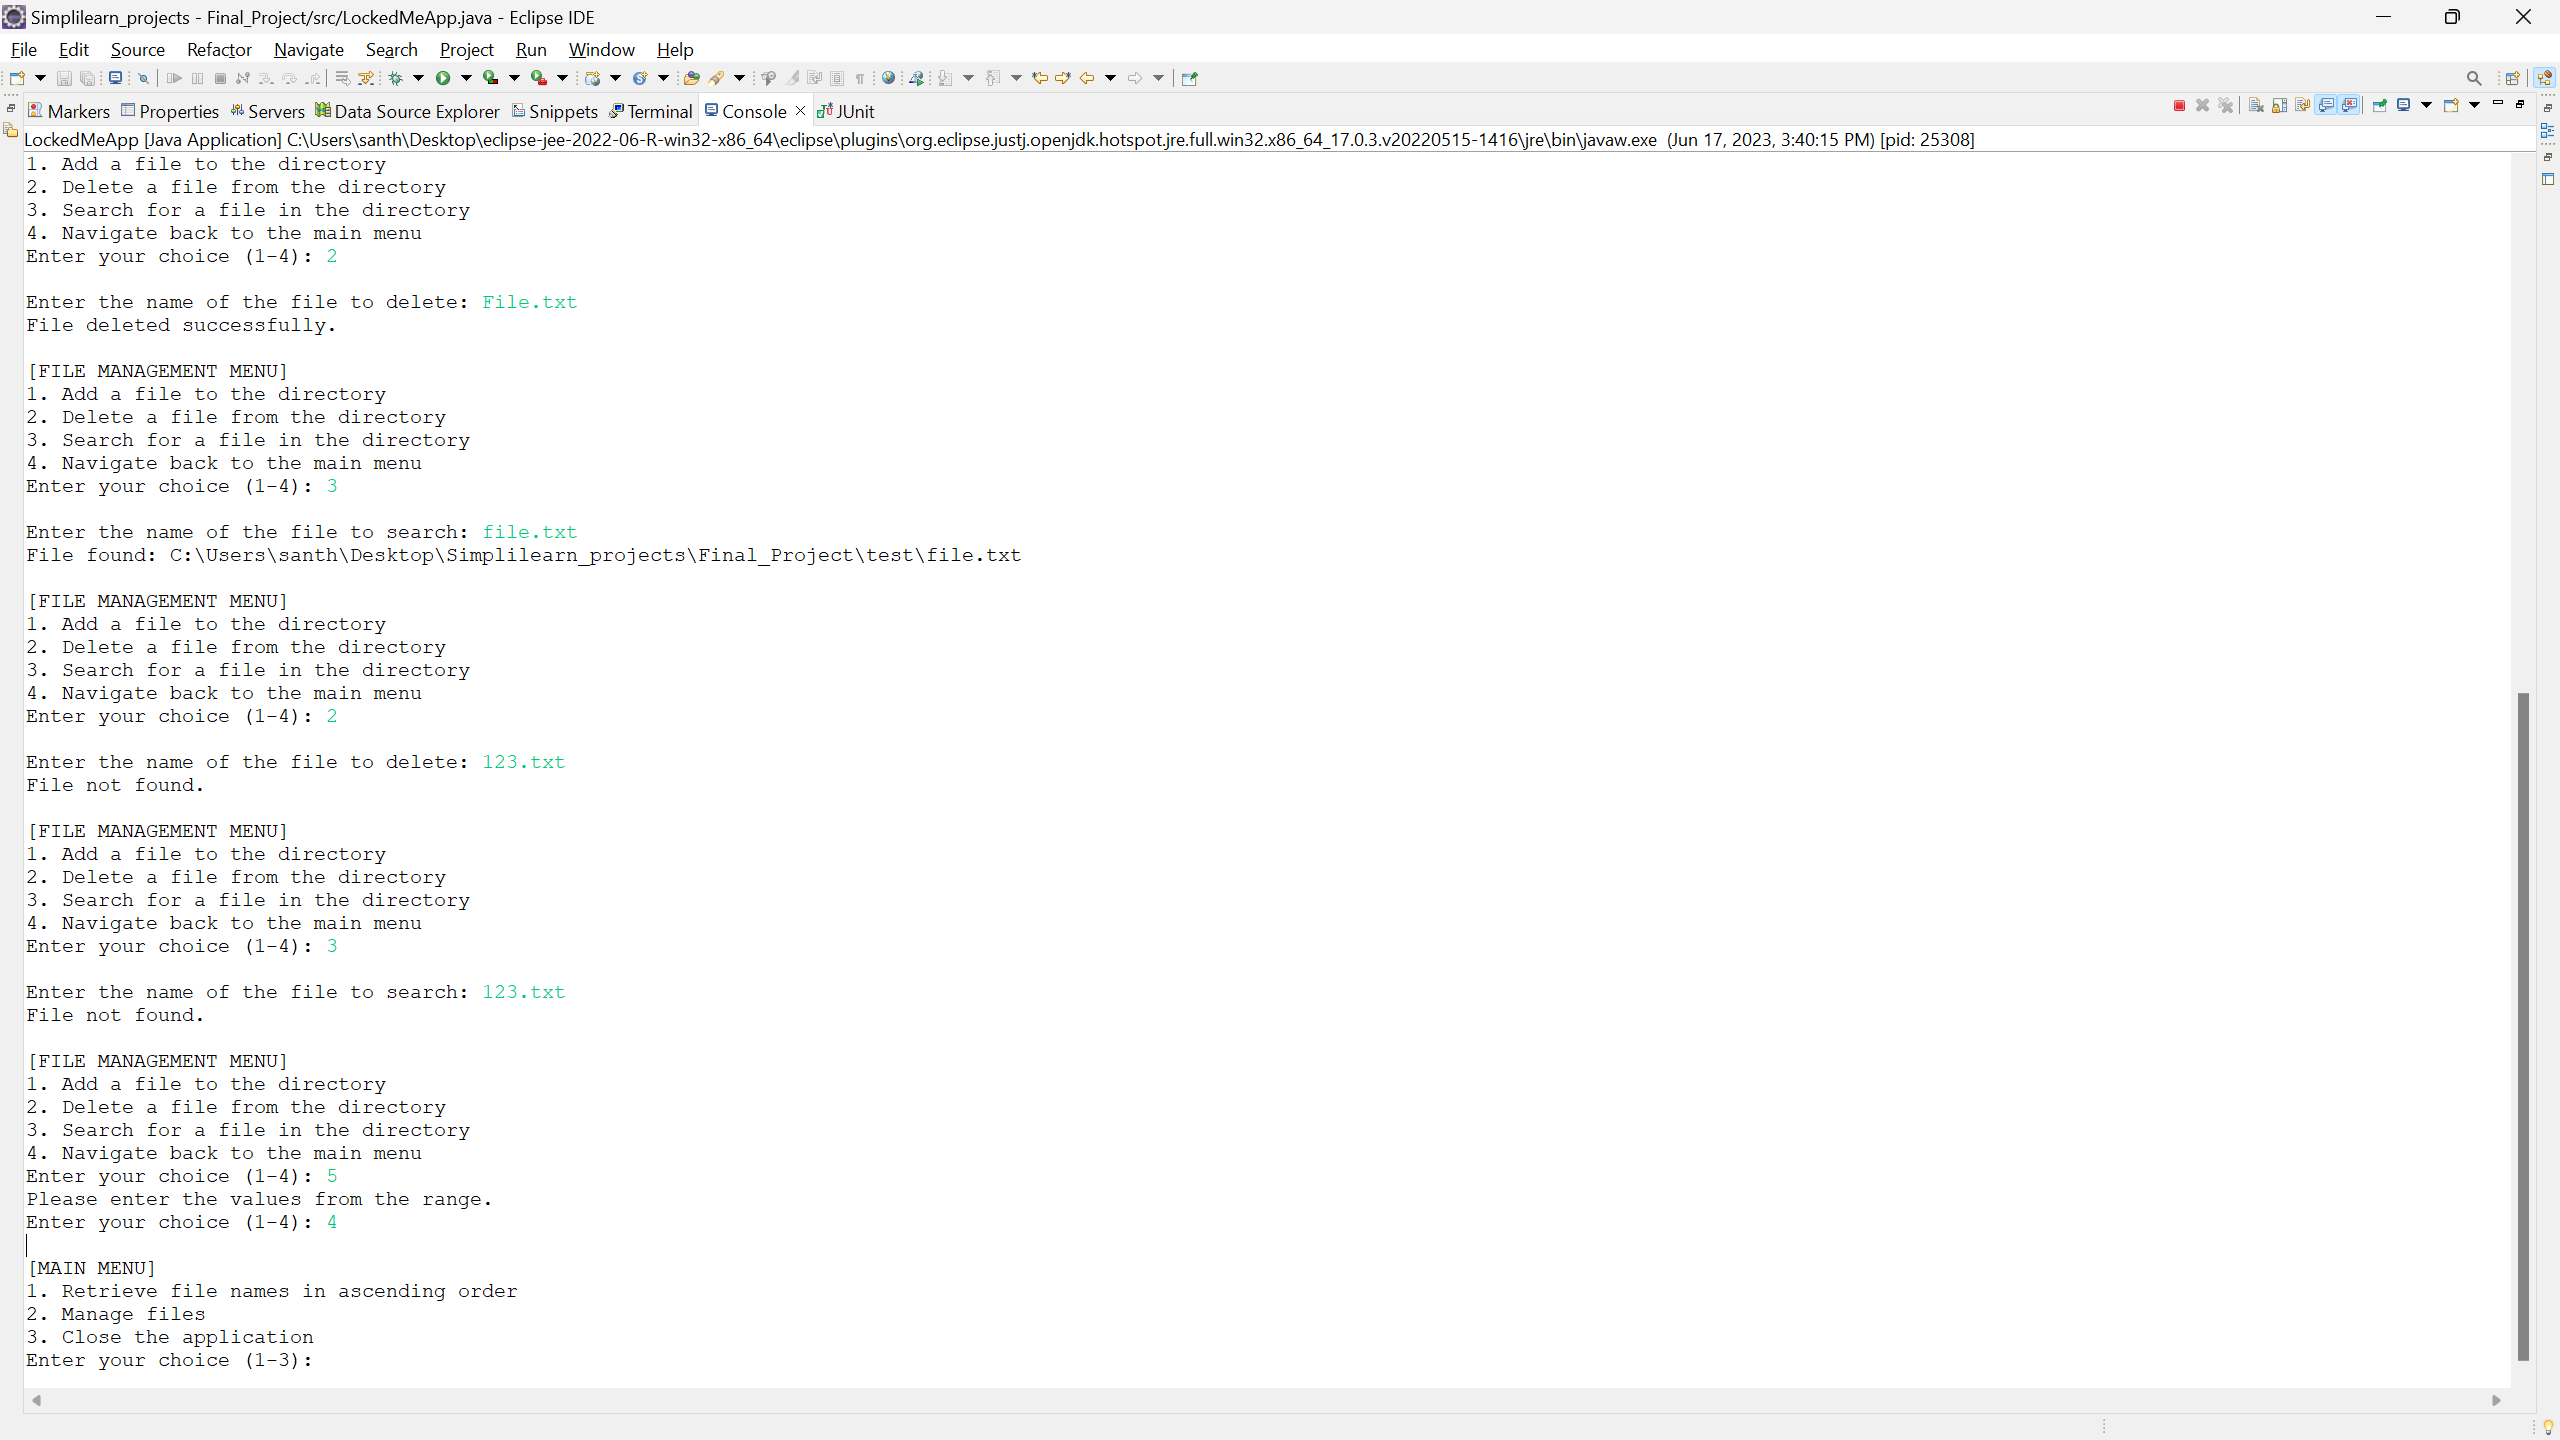 Simplilearn_projects - Final_Project/src/LockedMeApp.java - Eclipse IDE
File Edit Source Refactor Navigate Search Project Run Window Help
Markers Properties Servers Data Source Explorer Snippets Terminal Console JUnit
LockedMeApp [Java Application] C:\Users\santh\Desktop\eclipse-jee-2022-06-R-win32-x86_64\eclipse\plugins\org.eclipse.justj.openjdk.hotspot.jre.full.win32.x86_64_17.0.3.v20220515-1416\jre\bin\javaw.exe (Jun 17, 2023, 3:40:15 PM) [pid: 25308]
1. Add a file to the directory
2. Delete a file from the directory
3. Search for a file in the directory
4. Navigate back to the main menu
Enter your choice (1-4): 2
Enter the name of the file to delete: File.txt
File deleted successfully.
[FILE MANAGEMENT MENU]
1. Add a file to the directory
2. Delete a file from the directory
3. Search for a file in the directory
4. Navigate back to the main menu
Enter your choice (1-4): 3
Enter the name of the file to search: file.txt
File found: C:\Users\santh\Desktop\Simplilearn_projects\Final_Project\test\file.txt
[FILE MANAGEMENT MENU]
1. Add a file to the directory
2. Delete a file from the directory
3. Search for a file in the directory
4. Navigate back to the main menu
Enter your choice (1-4): 2
Enter the name of the file to delete: 123.txt
File not found.
[FILE MANAGEMENT MENU]
1. Add a file to the directory
2. Delete a file from the directory
3. Search for a file in the directory
4. Navigate back to the main menu
Enter your choice (1-4): 3
Enter the name of the file to search: 123.txt
File not found.
[FILE MANAGEMENT MENU]
1. Add a file to the directory
2. Delete a file from the directory
3. Search for a file in the directory
4. Navigate back to the main menu
Enter your choice (1-4): 5
Please enter the values from the range.
Enter your choice (1-4): 4
[MAIN MENU]
1. Retrieve file names in ascending order
2. Manage files
3. Close the application
Enter your choice (1-3):